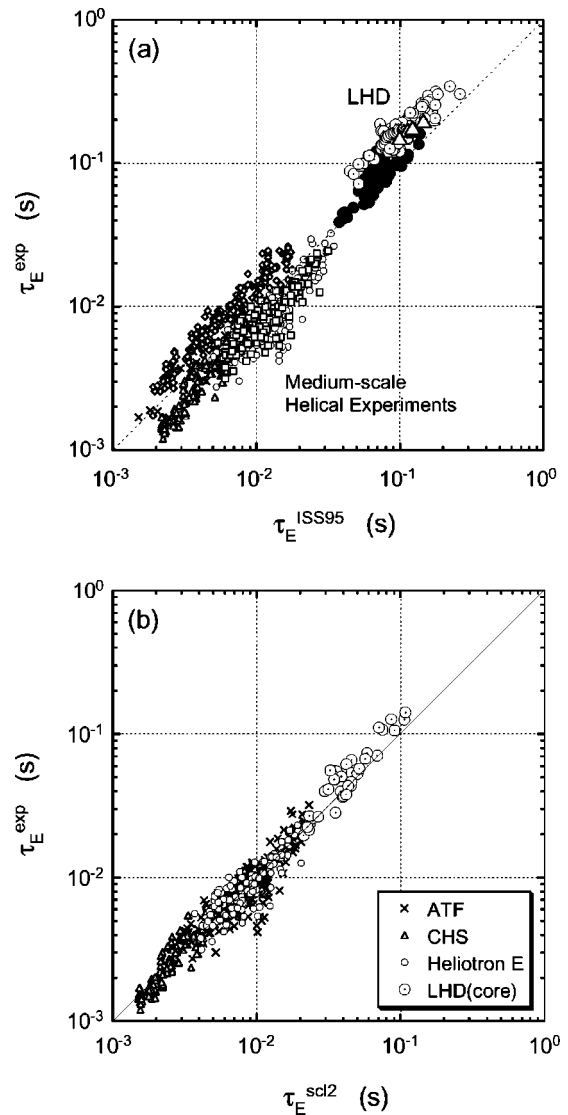 (a)
LHD
Medium-scale
Helical Experiments
τ_E^exp (s)
10^0
10^-1
10^-2
10^-3
10^-3 10^-2 10^-1 10^0
τ_E^ISS95 (s)
(b)
τ_E^exp (s)
10^0
10^-1
10^-2
10^-3
ATF
CHS
Heliotron E
LHD(core)
10^-3 10^-2 10^-1 10^0
τ_E^scl2 (s)